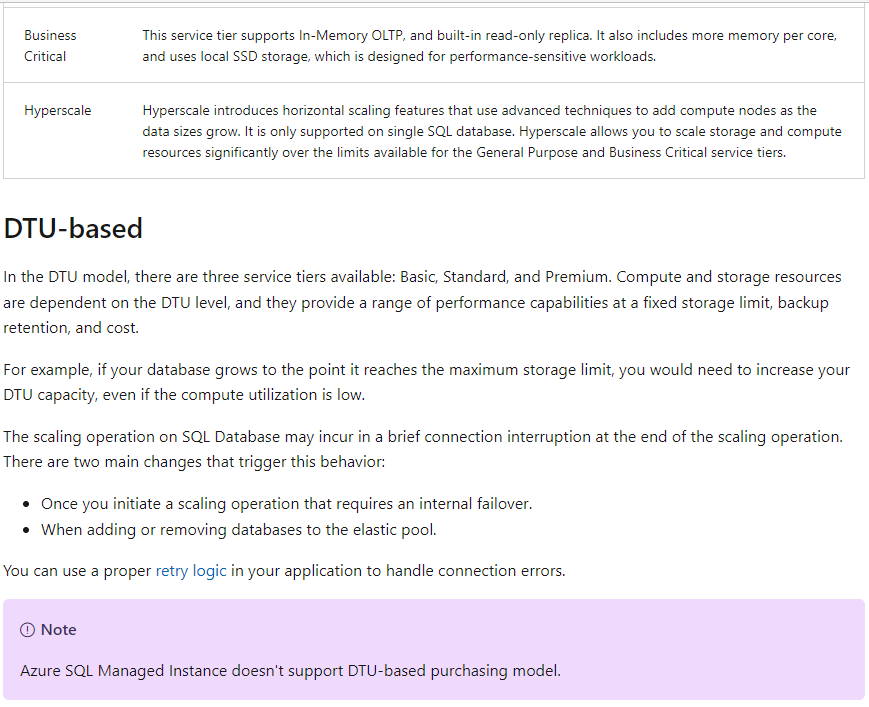 Business
Critical
This service tier supports In-Memory OLTP, and built-in read-only replica. It also includes more memory per core,
and uses local SSD storage, which is designed for performance-sensitive workloads.
Hyperscale
Hyperscale introduces horizontal scaling features that use advanced techniques to add compute nodes as the
data sizes grow. It is only supported on single SQL database. Hyperscale allows you to scale storage and compute
resources significantly over the limits available for the General Purpose and Business Critical service tiers.
DTU-based
In the DTU model, there are three service tiers available: Basic, Standard, and Premium. Compute and storage resources
are dependent on the DTU level, and they provide a range of performance capabilities at a fixed storage limit, backup
retention, and cost.
For example, if your database grows to the point it reaches the maximum storage limit, you would need to increase your
DTU capacity, even if the compute utilization is low.
The scaling operation on SQL Database may incur in a brief connection interruption at the end of the scaling operation.
There are two main changes that trigger this behavior:
• Once you initiate a scaling operation that requires an internal failover.
• When adding or removing databases to the elastic pool.
You can use a proper retry logic in your application to handle connection errors.
Note
Azure SQL Managed Instance doesn't support DTU-based purchasing model.